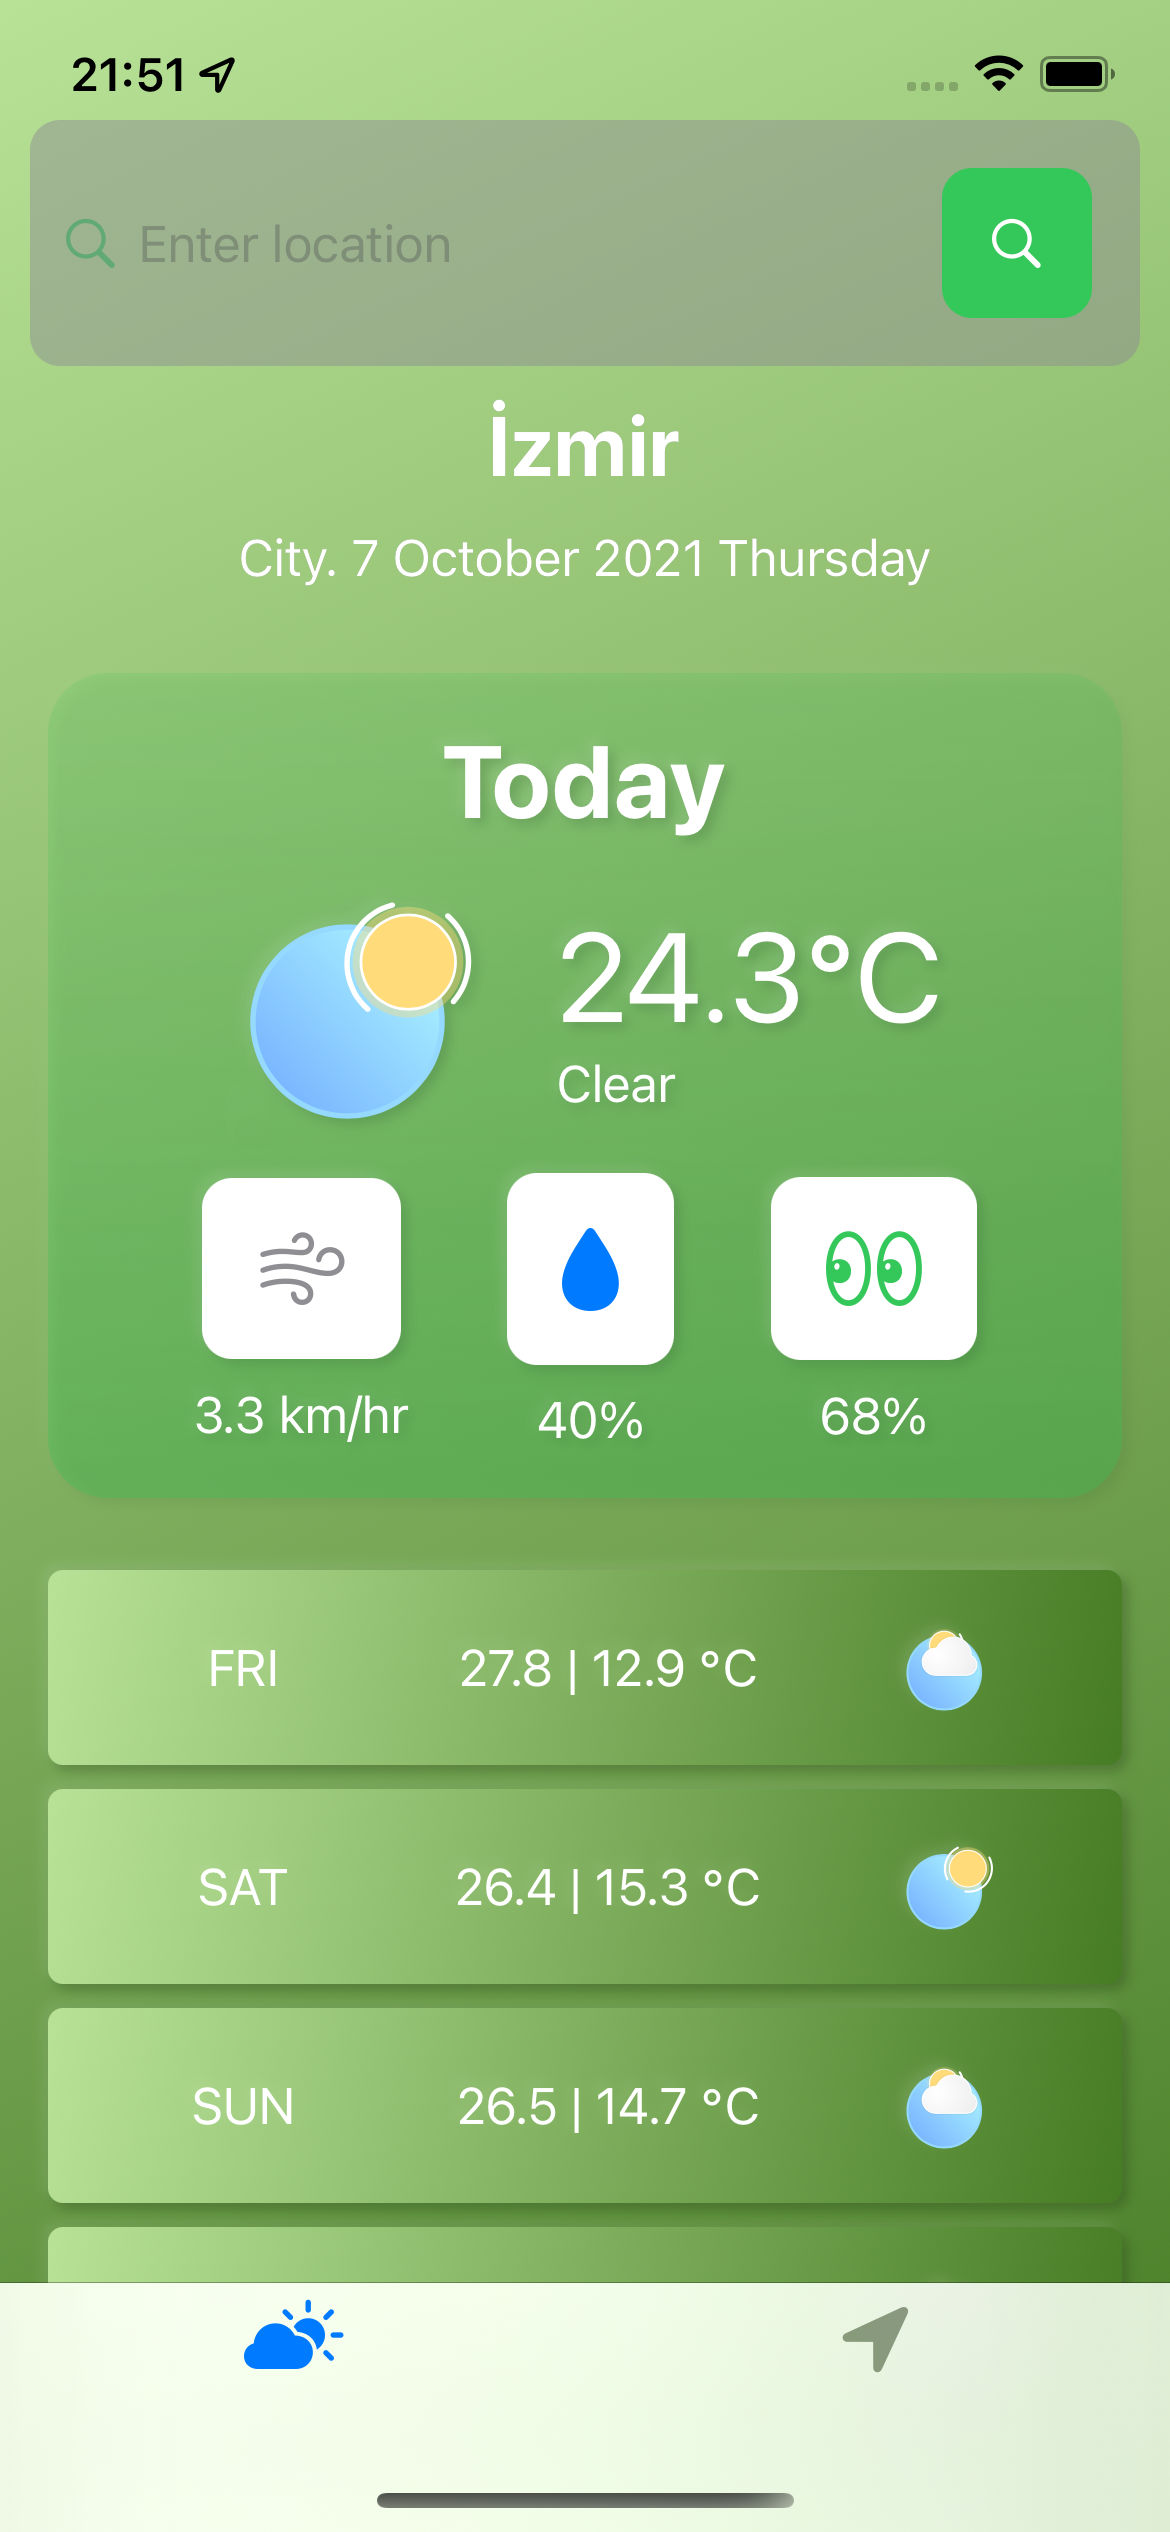 21:51
Enter location
İzmir
City. 7 October 2021 Thursday
Today
24.3°C
Clear
3.3 km/hr
40%
68%
FRI 27.8 | 12.9 °C
SAT 26.4 | 15.3 °C
SUN 26.5 | 14.7 °C